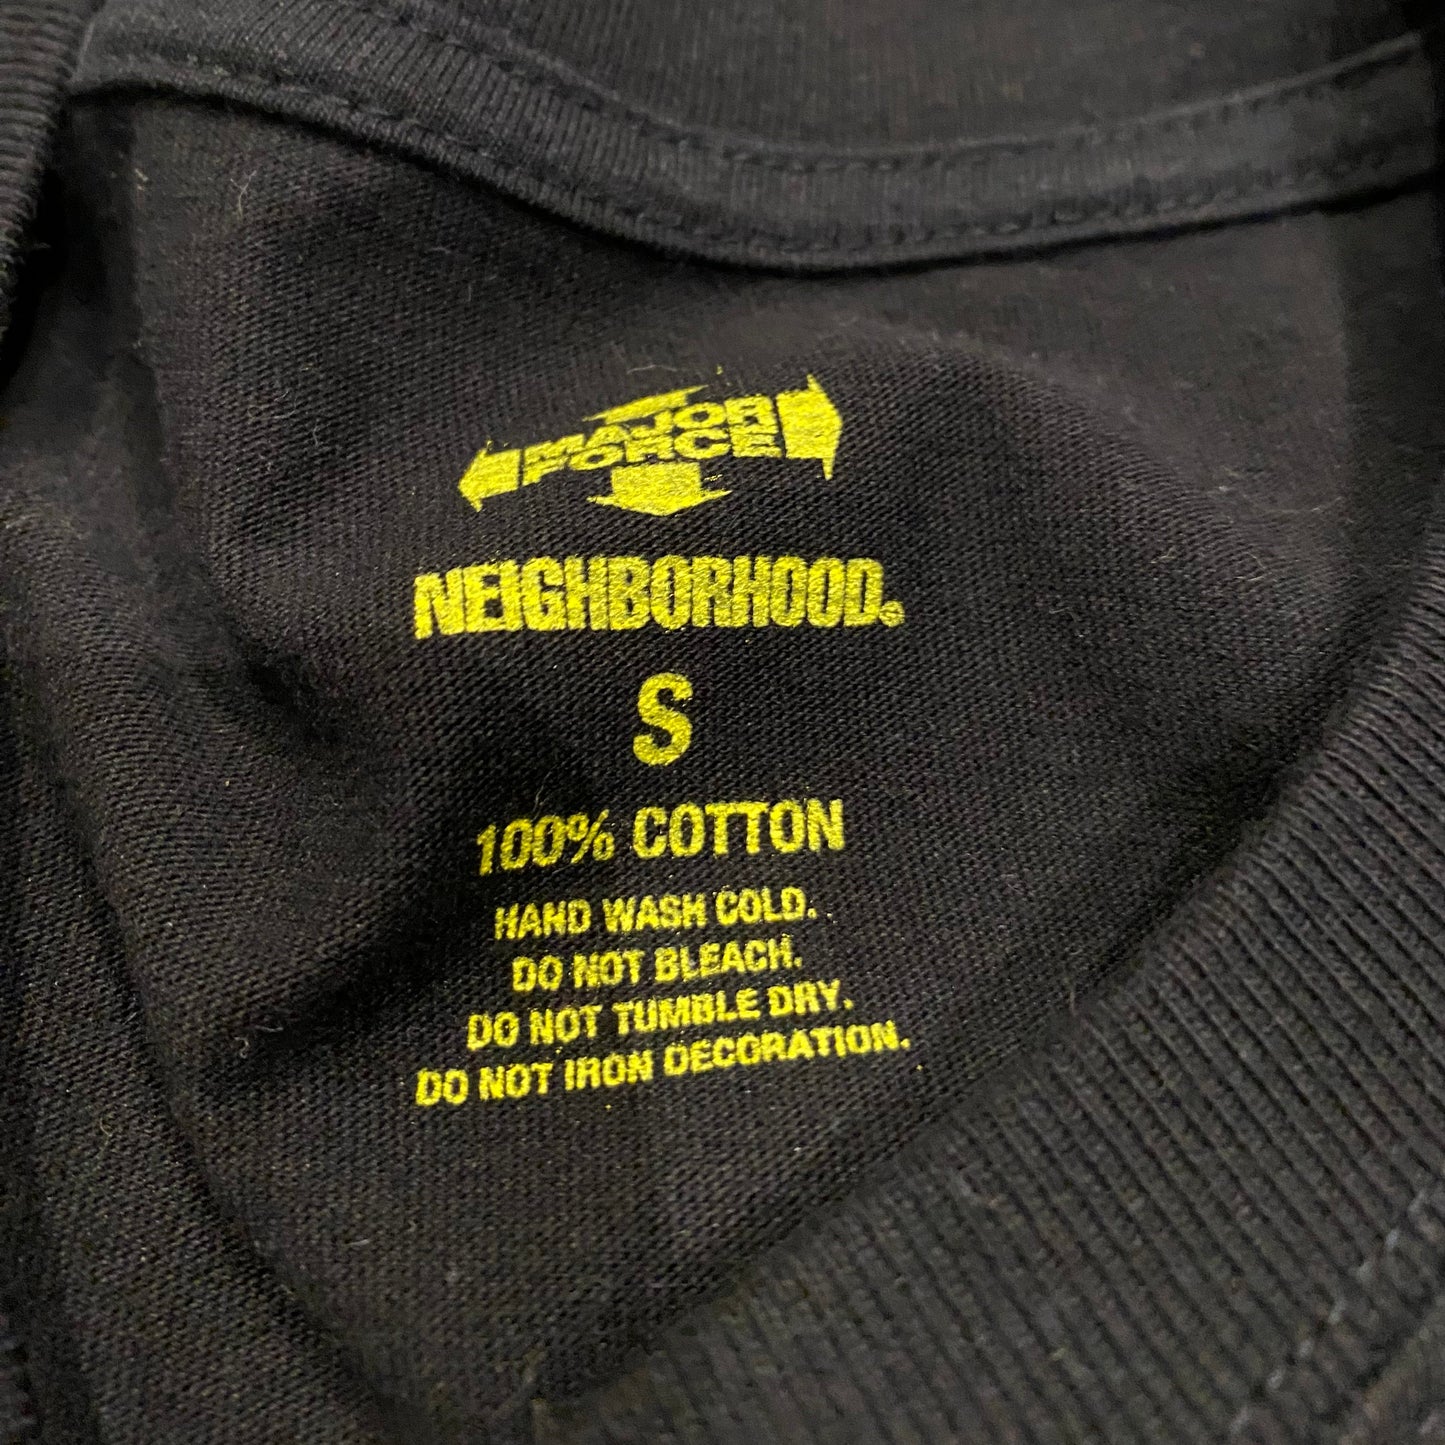 MAJOR
FORCE
NEIGHBORHOOD®
S
100% COTTON
HAND WASH COLD.
DO NOT BLEACH.
DO NOT TUMBLE DRY.
DO NOT IRON DECORATION.